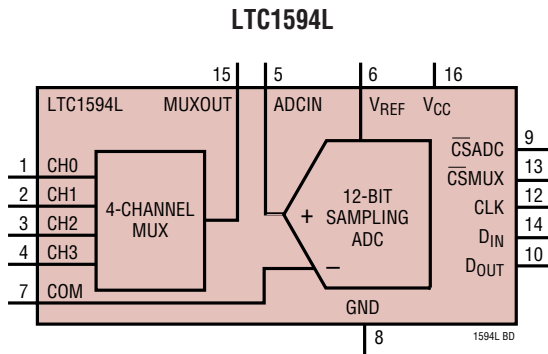 LTC1594L
15
5
6
16
LTC1594L
MUXOUT
ADCIN
VREF
VCC
1
CH0
2
CH1
3
CH2
4
CH3
7
COM
4-CHANNEL
MUX
+
–
12-BIT
SAMPLING
ADC
CSADC
9
CSMUX
13
CLK
12
DIN
14
DOUT
10
GND
8
1594L BD